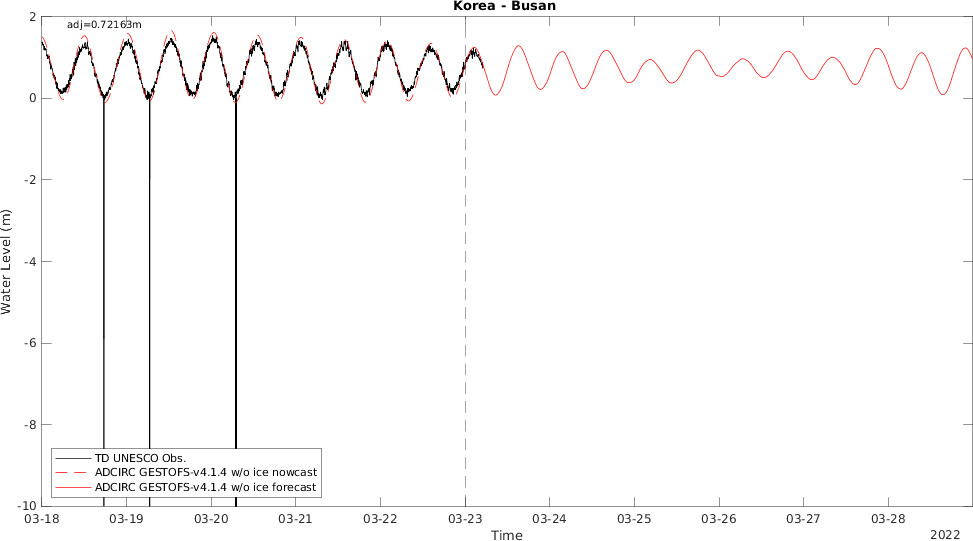 Korea - Busan
adj=0.72163m
2
0
-2
-4
-6
-8
-10
Water Level (m)
TD UNESCO Obs.
ADCIRC GESTOFS-v4.1.4 w/o ice nowcast
ADCIRC GESTOFS-v4.1.4 w/o ice forecast
03-18 03-19 03-20 03-21 03-22 03-23 03-24 03-25 03-26 03-27 03-28
Time
2022